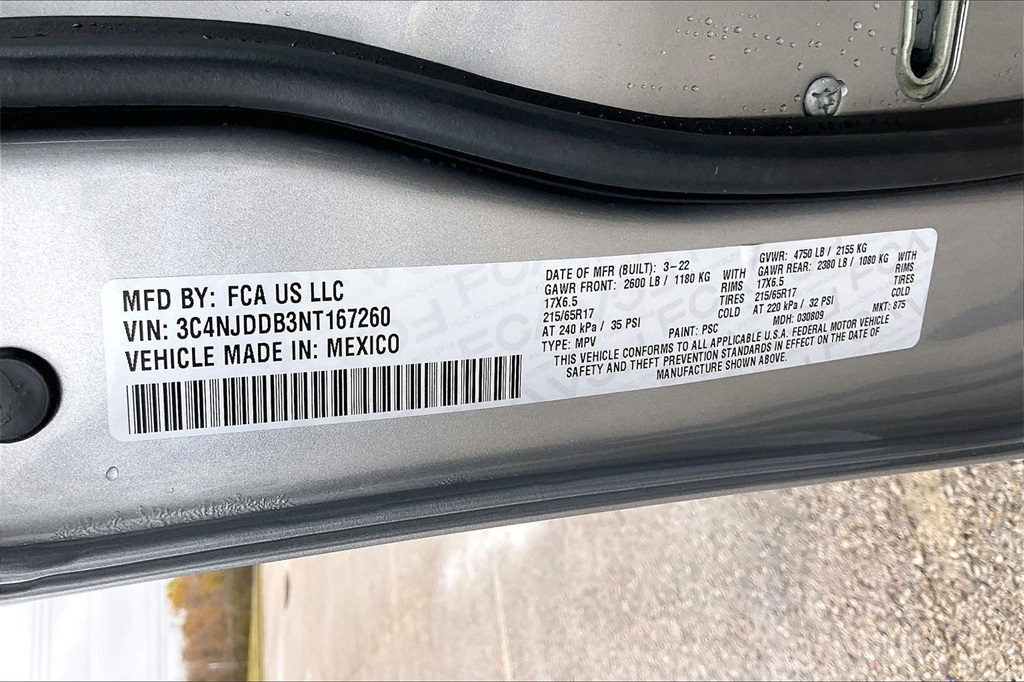 MFD BY: FCA US LLC
VIN: 3C4NJDDB3NT167260
VEHICLE MADE IN: MEXICO
DATE OF MFR (BUILT): 3-22
GVWR: 4750 LB / 2155 KG
GAWR FRONT: 2600 LB / 1180 KG WITH
17X6.5 RIMS
215/65R17 TIRES
AT 240 kPa / 35 PSI COLD
GAWR REAR: 2380 LB / 1080 KG WITH
17X6.5 RIMS
215/65R17 TIRES
AT 220 kPa / 32 PSI COLD
TYPE: MPV PAINT: PSC MDH: 030809 MKT: 875
THIS VEHICLE CONFORMS TO ALL APPLICABLE U.S.A. FEDERAL MOTOR VEHICLE
SAFETY AND THEFT PREVENTION STANDARDS IN EFFECT ON THE DATE OF
MANUFACTURE SHOWN ABOVE.